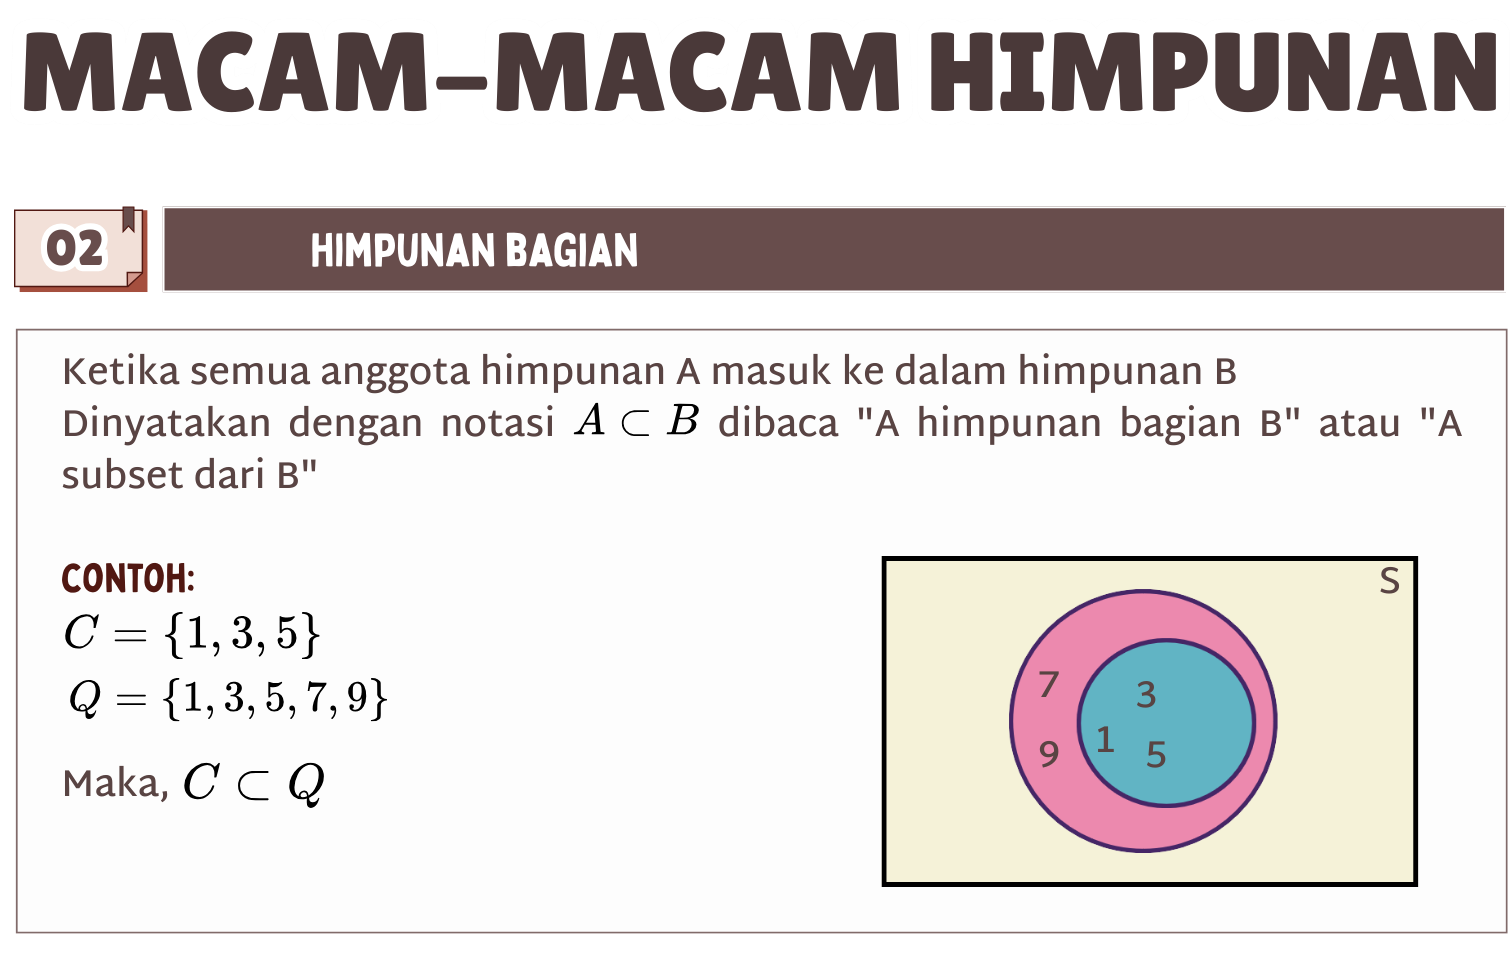 MACAM-MACAM HIMPUNAN
02
HIMPUNAN BAGIAN
Ketika semua anggota himpunan A masuk ke dalam himpunan B
Dinyatakan dengan notasi A ⊂ B dibaca "A himpunan bagian B" atau "A
subset dari B"
CONTOH:
C = {1, 3, 5}
Q = {1, 3, 5, 7, 9}
Maka, C ⊂ Q
S
7 3
9 1 5